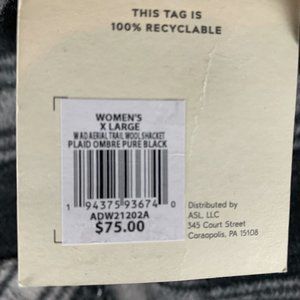 THIS TAG IS
100% RECYCLABLE
WOMEN'S
X LARGE
W AD AERIAL TRAIL WOOL SHACKET
PLAID OMBRE PURE BLACK
1 94375 93674 0
ADW21202A
$75.00
Distributed by
ASL, LLC
345 Court Street
Coraopolis, PA 15108